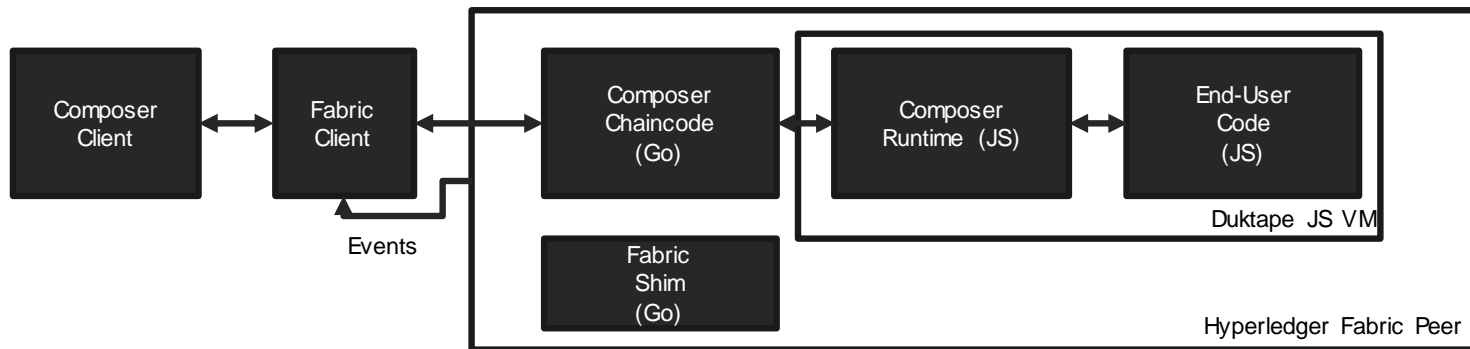 Composer
Client
Fabric
Client
Composer
Chaincode
(Go)
Composer
Runtime (JS)
End-User
Code
(JS)
Duktape JS VM
Events
Fabric
Shim
(Go)
Hyperledger Fabric Peer